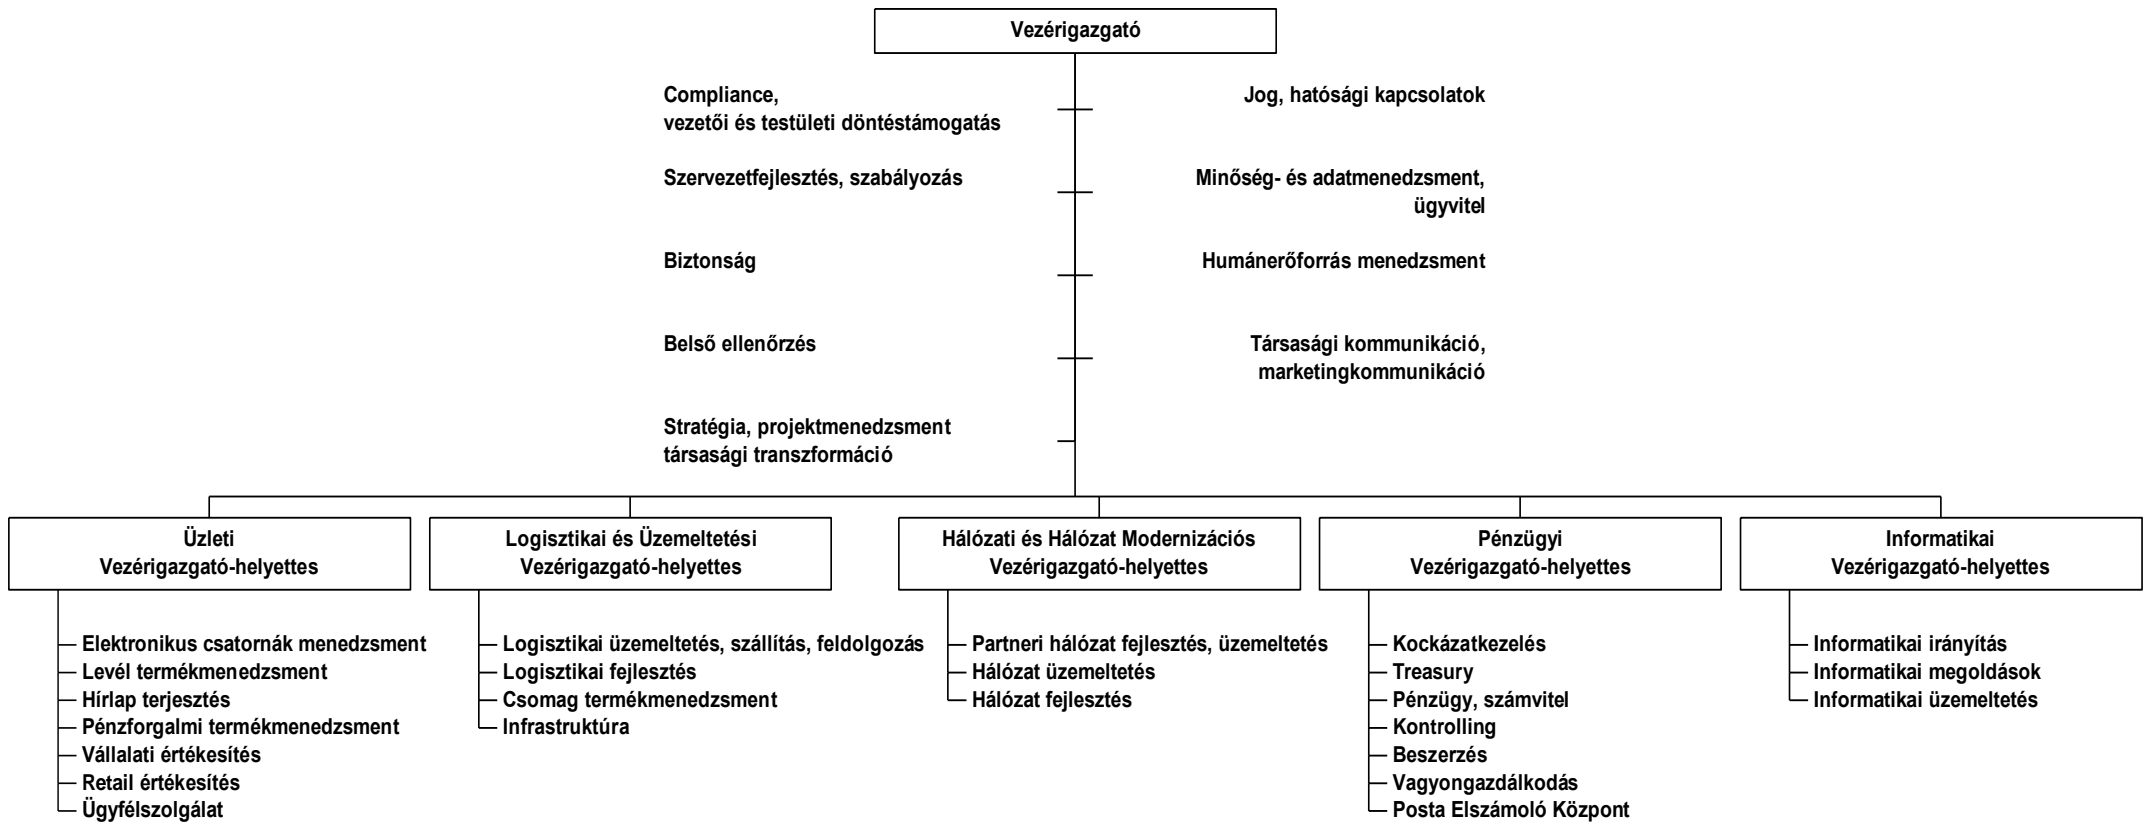 Vezérigazgató
Compliance,
vezetői és testületi döntéstámogatás
Jog, hatósági kapcsolatok
Szervezetfejlesztés, szabályozás
Minőség- és adatmenedzsment,
ügyvitel
Biztonság
Humánerőforrás menedzsment
Belső ellenőrzés
Társasági kommunikáció,
marketingkommunikáció
Stratégia, projektmenedzsment
társasági transzformáció
Üzleti
Vezérigazgató-helyettes
Elektronikus csatornák menedzsment
Levél termékmenedzsment
Hírlap terjesztés
Pénzforgalmi termékmenedzsment
Vállalati értékesítés
Retail értékesítés
Ügyfélszolgálat
Logisztikai és Üzemeltetési
Vezérigazgató-helyettes
Logisztikai üzemeltetés, szállítás, feldolgozás
Logisztikai fejlesztés
Csomag termékmenedzsment
Infrastruktúra
Hálózati és Hálózat Modernizációs
Vezérigazgató-helyettes
Partneri hálózat fejlesztés, üzemeltetés
Hálózat üzemeltetés
Hálózat fejlesztés
Pénzügyi
Vezérigazgató-helyettes
Kockázatkezelés
Treasury
Pénzügy, számvitel
Kontrolling
Beszerzés
Vagyongazdálkodás
Posta Elszámoló Központ
Informatikai
Vezérigazgató-helyettes
Informatikai irányítás
Informatikai megoldások
Informatikai üzemeltetés